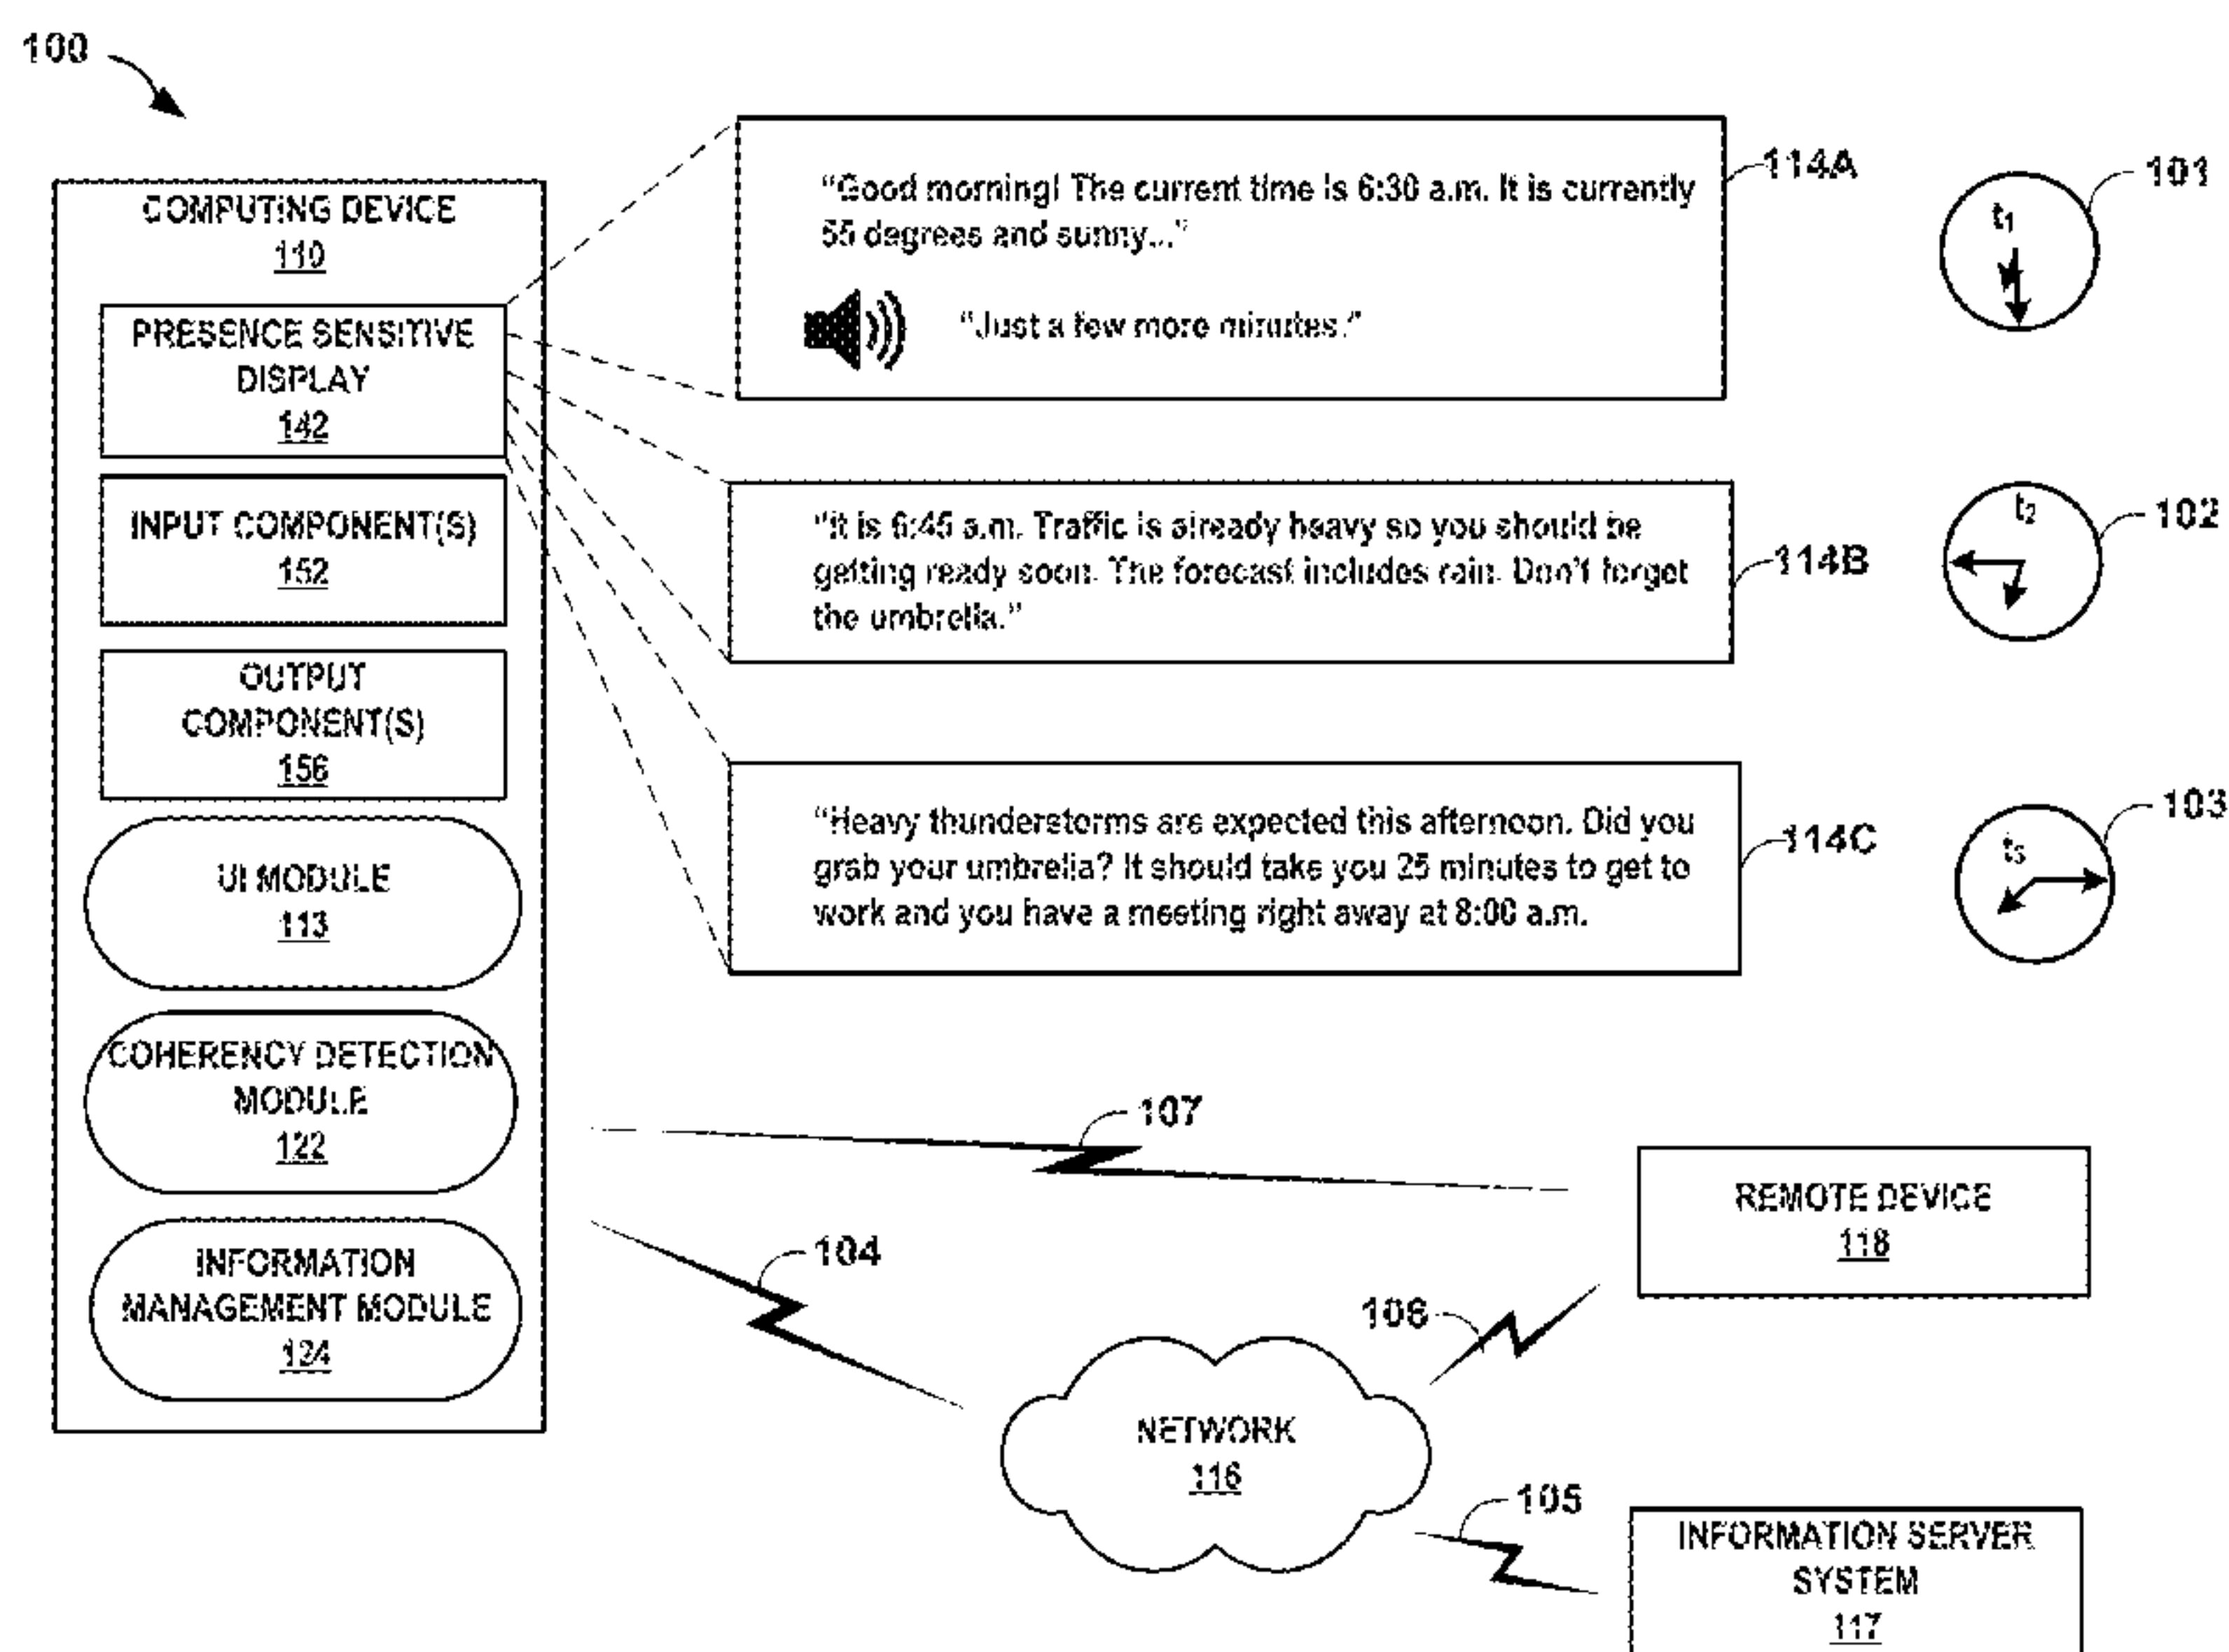 100
COMPUTING DEVICE
110
PRESENCE SENSITIVE
DISPLAY
142
INPUT COMPONENT(S)
152
OUTPUT
COMPONENT(S)
156
UI MODULE
113
COHERENCY DETECTION
MODULE
122
INFORMATION
MANAGEMENT MODULE
124
"Good morning! The current time is 6:30 a.m. It is currently
55 degrees and sunny..."
"Just a few more minutes."
114A
t1
101
"It is 6:45 a.m. Traffic is already heavy so you should be
getting ready soon. The forecast includes rain. Don't forget
the umbrella."
114B
t2
102
"Heavy thunderstorms are expected this afternoon. Did you
grab your umbrella? It should take you 25 minutes to get to
work and you have a meeting right away at 8:00 a.m.
114C
t3
103
107
104
REMOTE DEVICE
118
106
NETWORK
116
105
INFORMATION SERVER
SYSTEM
117